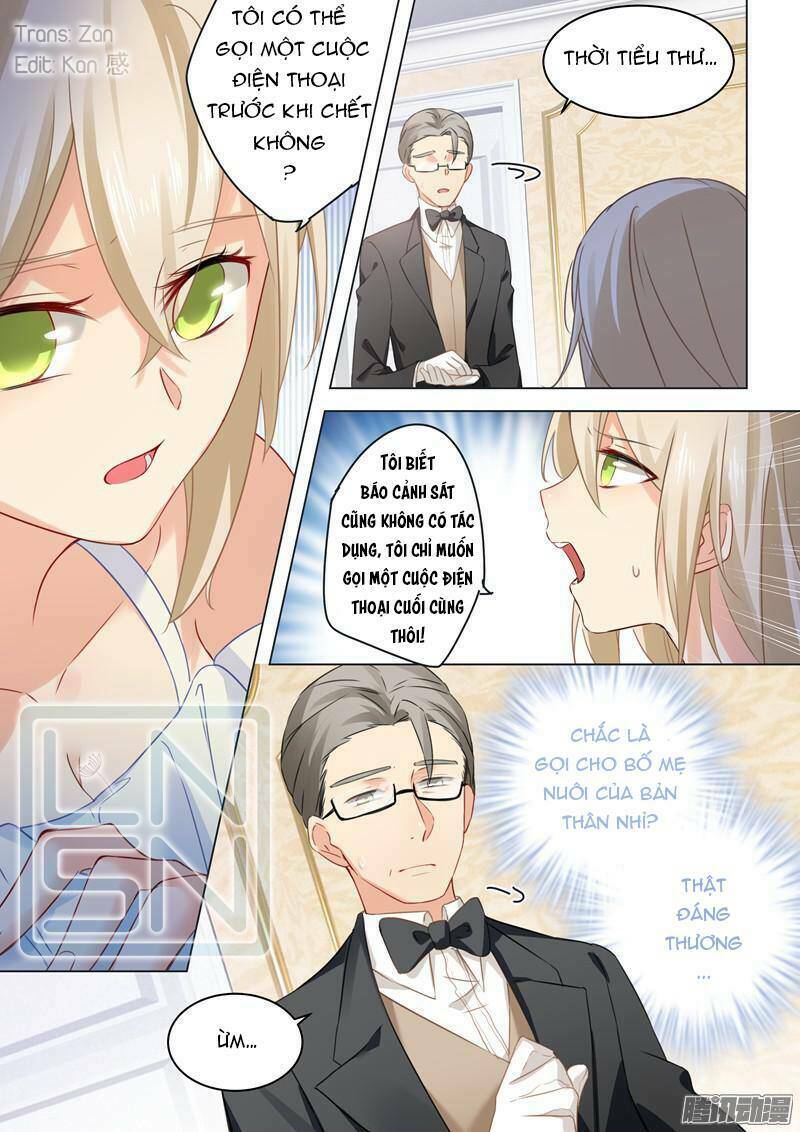 Trans: Zan
Edit: Kan 感
TÔI CÓ THỂ
GỌI MỘT CUỘC
ĐIỆN THOẠI
TRƯỚC KHI CHẾT
KHÔNG
?
THỜI TIỂU THƯ...
TÔI BIẾT
BÁO CẢNH SÁT
CŨNG KHÔNG CÓ TÁC
DỤNG, TÔI CHỈ MUỐN
GỌI MỘT CUỘC ĐIỆN
THOẠI CUỐI CÙNG
THÔI!
CHẮC LÀ
GỌI CHO BỐ MẸ
NUÔI CỦA BẢN
THÂN NHỈ?
THẬT
ĐÁNG
THƯƠNG
...
ỪM...
LN
SN
腾讯动漫